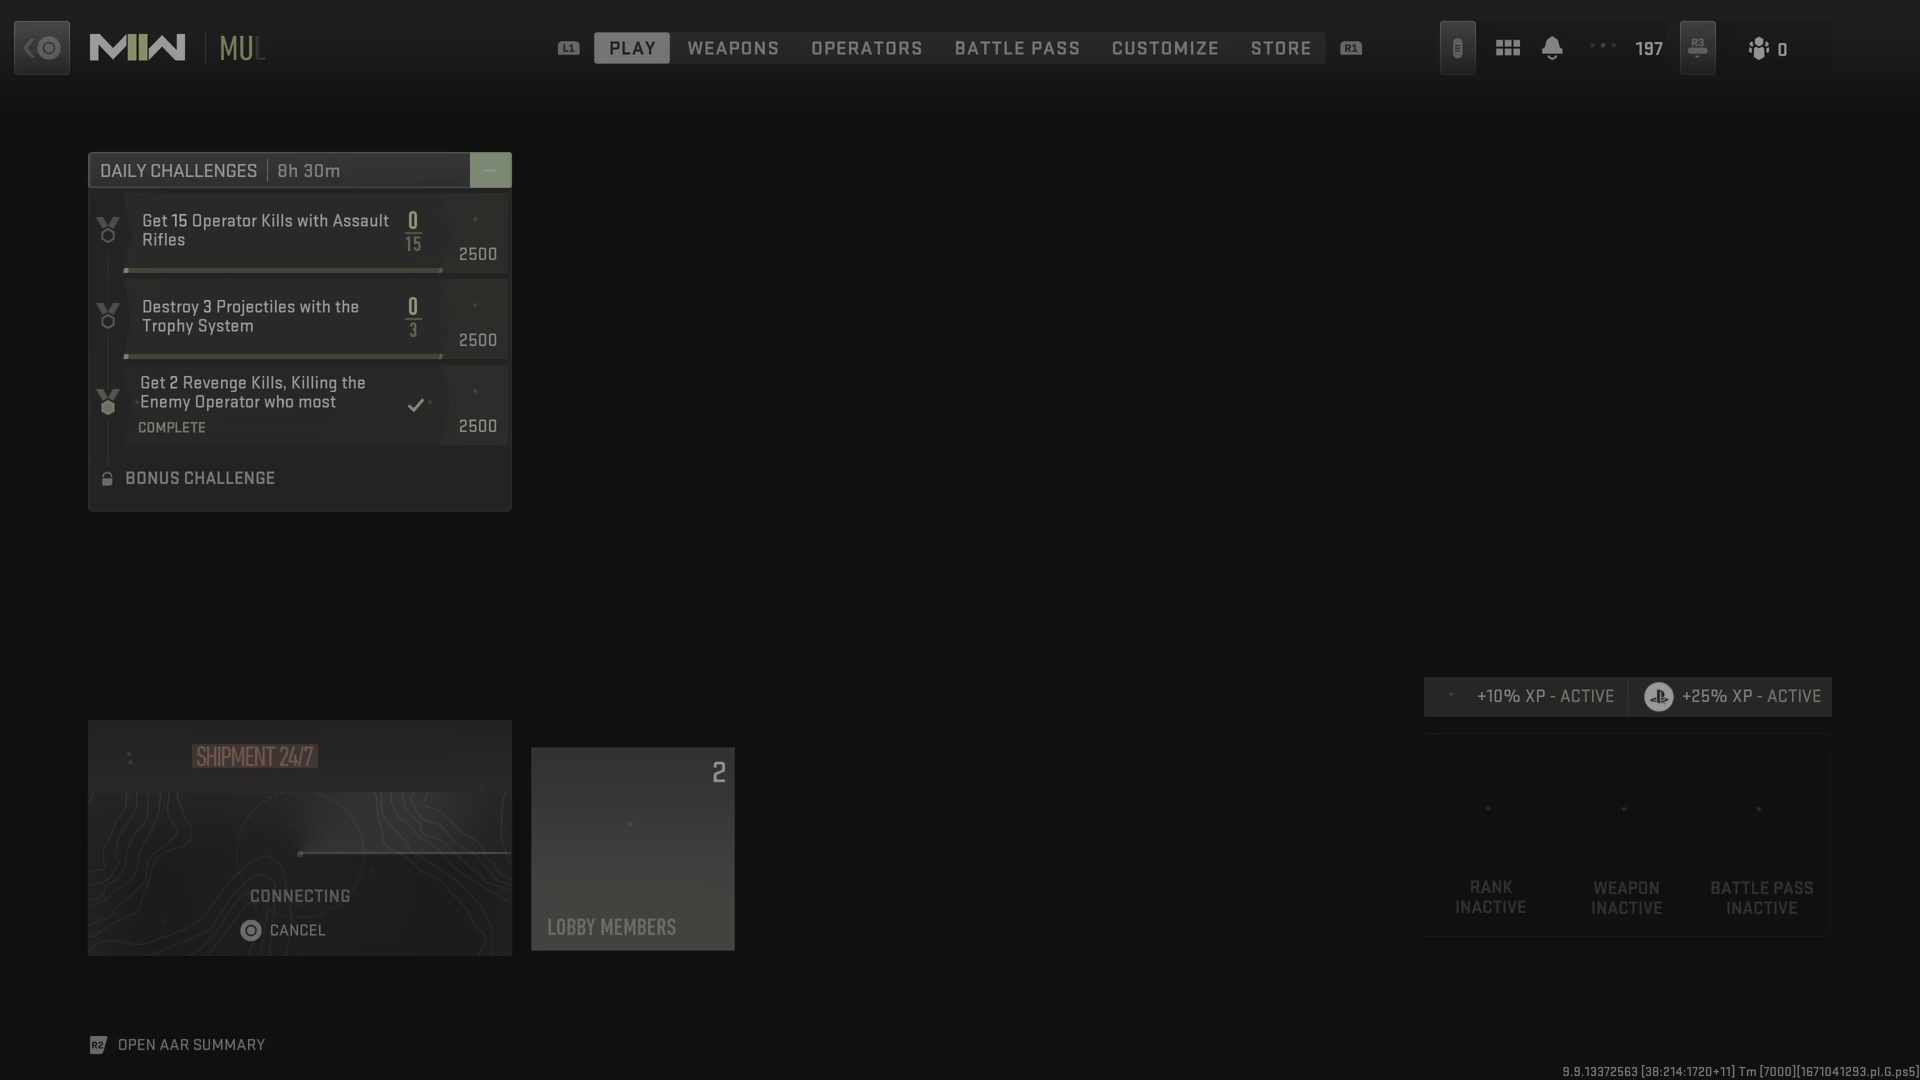 MWII | MUL
L1 PLAY WEAPONS OPERATORS BATTLE PASS CUSTOMIZE STORE R1
197 R3 0
DAILY CHALLENGES | 8h 30m
Get 15 Operator Kills with Assault
Rifles
0
15
2500
Destroy 3 Projectiles with the
Trophy System
0
3
2500
Get 2 Revenge Kills, Killing the
Enemy Operator who most
COMPLETE
2500
BONUS CHALLENGE
+10% XP - ACTIVE
+25% XP - ACTIVE
SHIPMENT 24/7
CONNECTING
CANCEL
2
LOBBY MEMBERS
RANK
INACTIVE
WEAPON
INACTIVE
BATTLE PASS
INACTIVE
R2 OPEN AAR SUMMARY
9.9.13372563 [38:214:1720+11] Tm [7000][1671041293.pl.G.ps5]